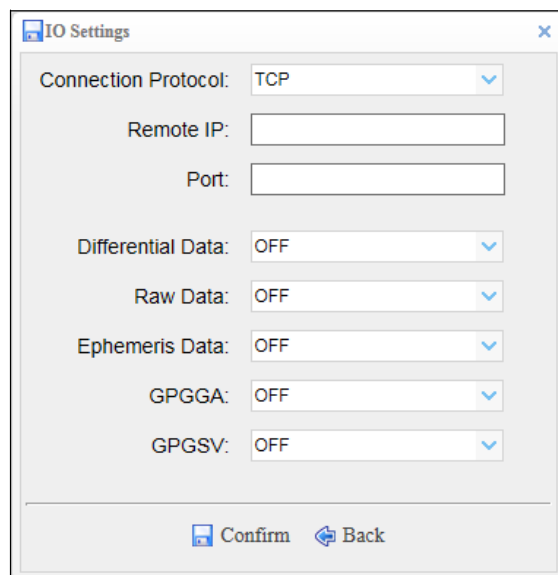 IO Settings
Connection Protocol: TCP
Remote IP:
Port:
Differential Data: OFF
Raw Data: OFF
Ephemeris Data: OFF
GPGGA: OFF
GPGSV: OFF
Confirm Back